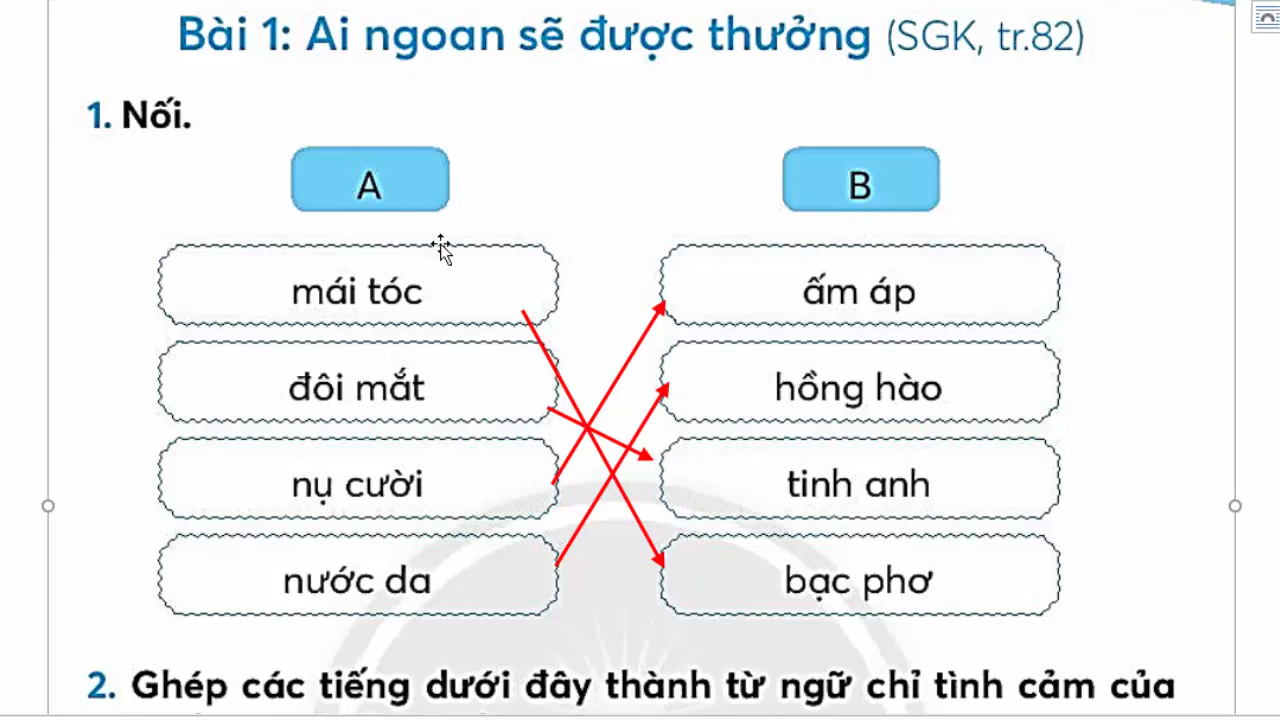 Bài 1: Ai ngoan sẽ được thưởng (SGK, tr.82)
1. Nối.
A
B
mái tóc
ấm áp
đôi mắt
hồng hào
nụ cười
tinh anh
nước da
bạc phơ
2. Ghép các tiếng dưới đây thành từ ngữ chỉ tình cảm của